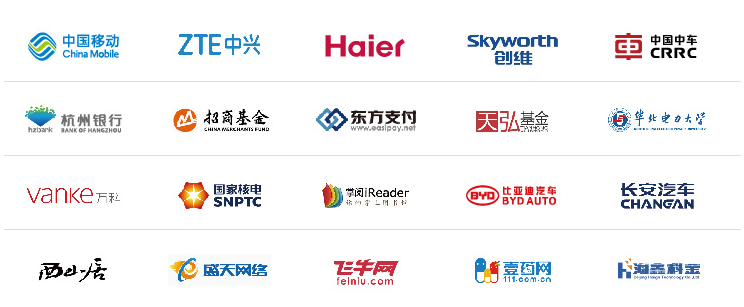 中国移动
China Mobile
ZTE中兴
Haier
Skyworth
创维
中国中车
CRRC
杭州银行
hzbank
BANK OF HANGZHOU
招商基金
CHINA MERCHANTS FUND
东方支付
www.easipay.net
天弘基金
华北电力大学
vanke万科
国家核电
SNPTC
掌阅iReader
BYD
比亚迪汽车
BYD AUTO
长安汽车
CHANGAN
西山居
盛天网络
飞牛网
feiniu.com
壹药网
111.com.cn
海鑫科金